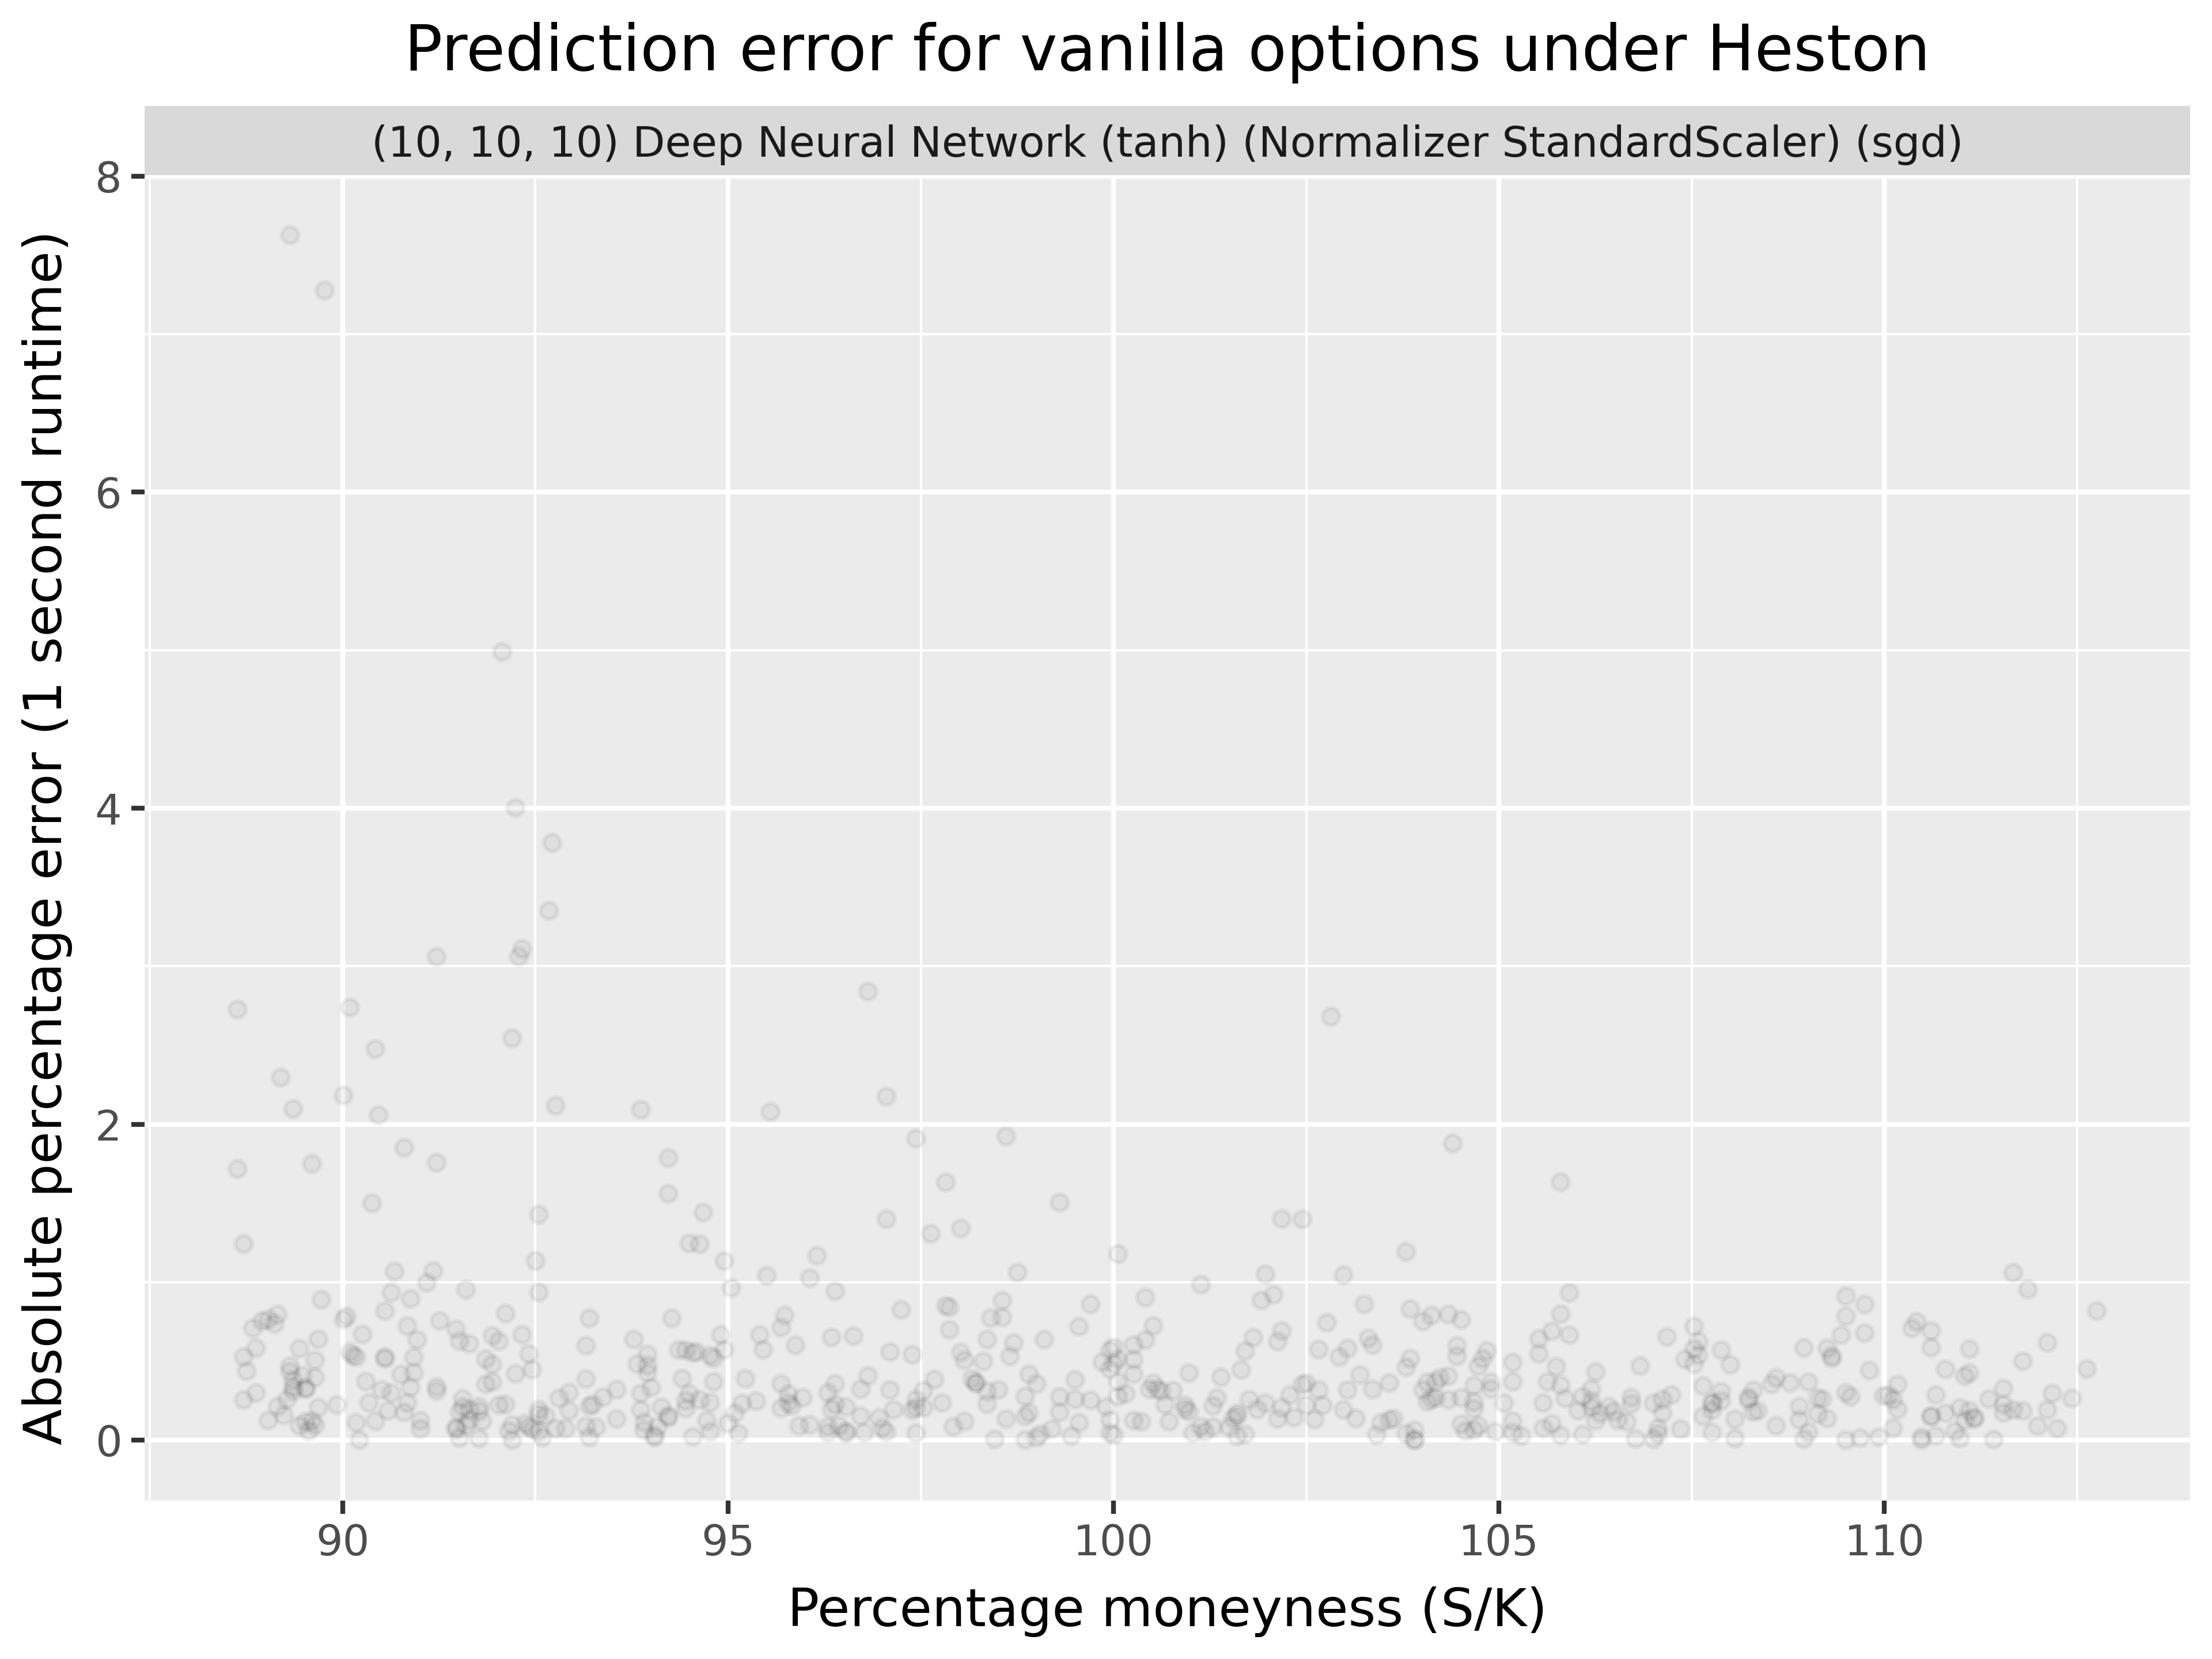 Prediction error for vanilla options under Heston
(10, 10, 10) Deep Neural Network (tanh) (Normalizer StandardScaler) (sgd)
Absolute percentage error (1 second runtime)
8
6
4
2
0
90 95 100 105 110
Percentage moneyness (S/K)